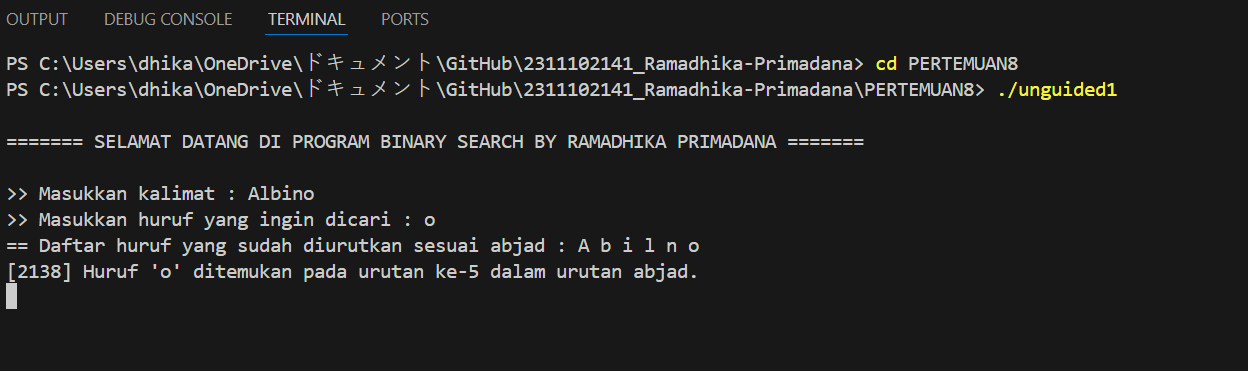 OUTPUT DEBUG CONSOLE TERMINAL PORTS
PS C:\Users\dhika\OneDrive\ドキュメント\GitHub\2311102141_Ramadhika-Primadana> cd PERTEMUAN8
PS C:\Users\dhika\OneDrive\ドキュメント\GitHub\2311102141_Ramadhika-Primadana\PERTEMUAN8> ./unguided1
======= SELAMAT DATANG DI PROGRAM BINARY SEARCH BY RAMADHIKA PRIMADANA =======
>> Masukkan kalimat : Albino
>> Masukkan huruf yang ingin dicari : o
== Daftar huruf yang sudah diurutkan sesuai abjad : A b i l n o
[2138] Huruf 'o' ditemukan pada urutan ke-5 dalam urutan abjad.